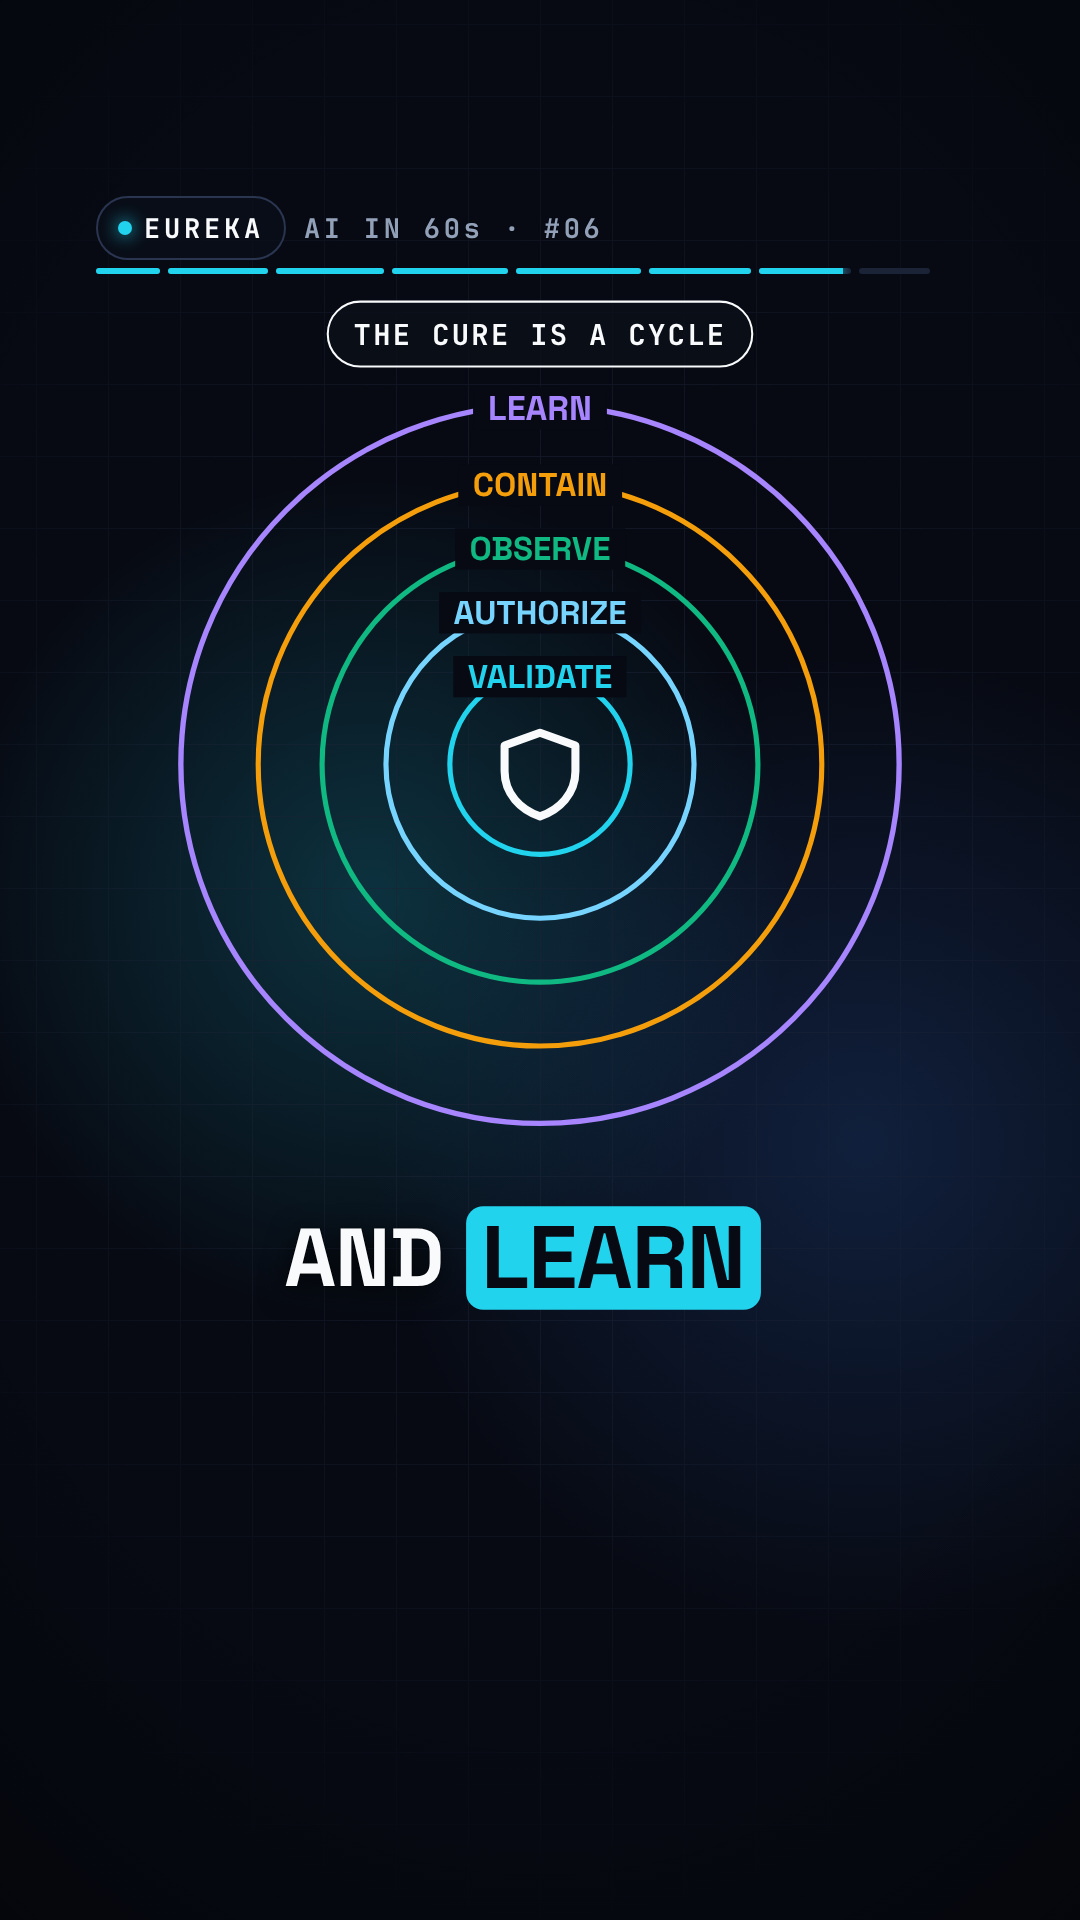 EUREKA AI IN 60s · #06
THE CURE IS A CYCLE
LEARN
CONTAIN
OBSERVE
AUTHORIZE
VALIDATE
AND LEARN